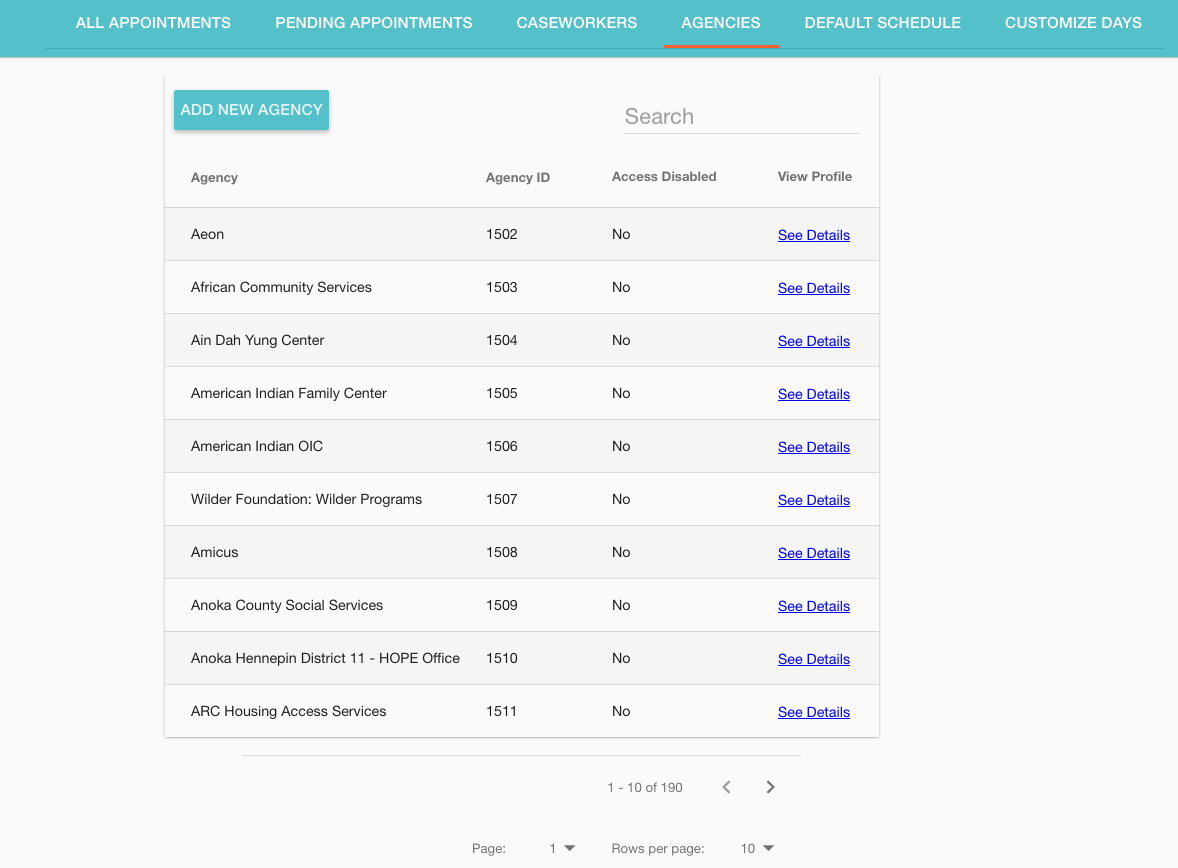 ALL APPOINTMENTS PENDING APPOINTMENTS CASEWORKERS AGENCIES DEFAULT SCHEDULE CUSTOMIZE DAYS
ADD NEW AGENCY Search
Agency Agency ID Access Disabled View Profile
Aeon 1502 No See Details
African Community Services 1503 No See Details
Ain Dah Yung Center 1504 No See Details
American Indian Family Center 1505 No See Details
American Indian OIC 1506 No See Details
Wilder Foundation: Wilder Programs 1507 No See Details
Amicus 1508 No See Details
Anoka County Social Services 1509 No See Details
Anoka Hennepin District 11 - HOPE Office 1510 No See Details
ARC Housing Access Services 1511 No See Details
1 - 10 of 190
Page: 1 Rows per page: 10